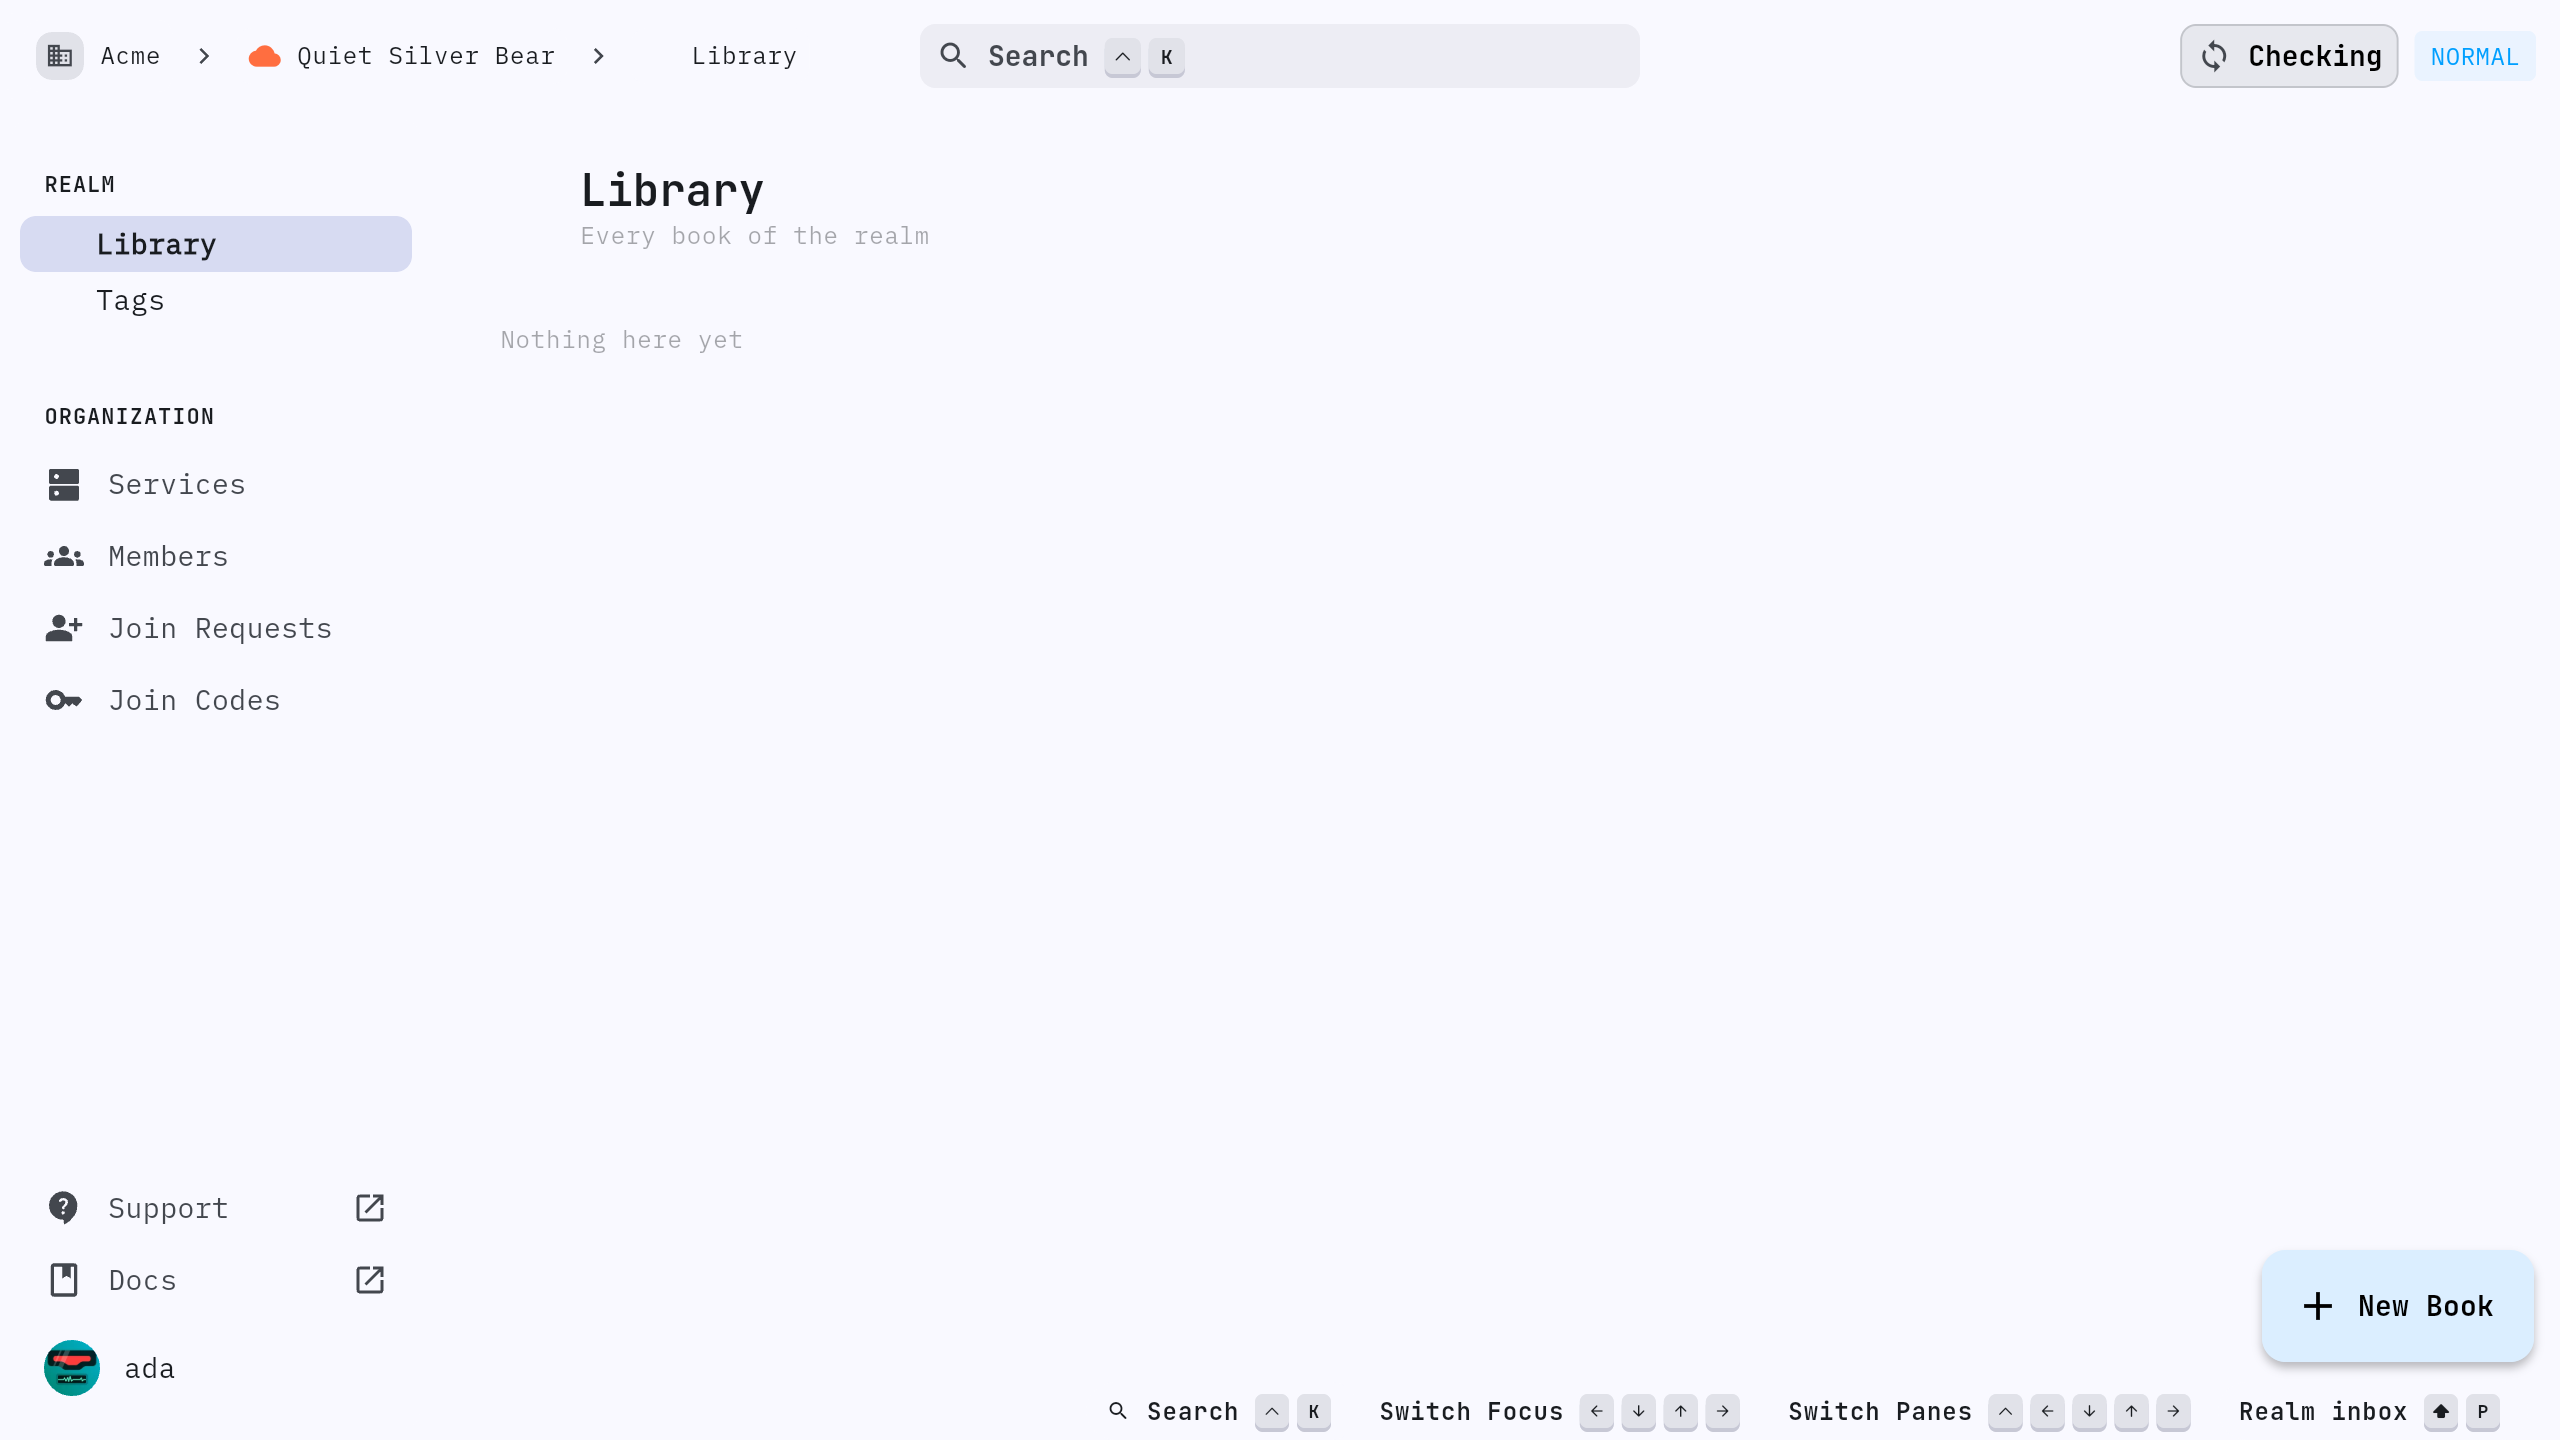 Acme
Quiet Silver Bear
Library
Search ^ K
Checking
NORMAL
REALM
Library
Tags
Library
Every book of the realm
Nothing here yet
ORGANIZATION
Services
Members
Join Requests
Join Codes
Support
Docs
ada
New Book
Search ^ K
Switch Focus ← ↓ ↑ →
Switch Panes ^ ← ↓ ↑ →
Realm inbox ⬆ P